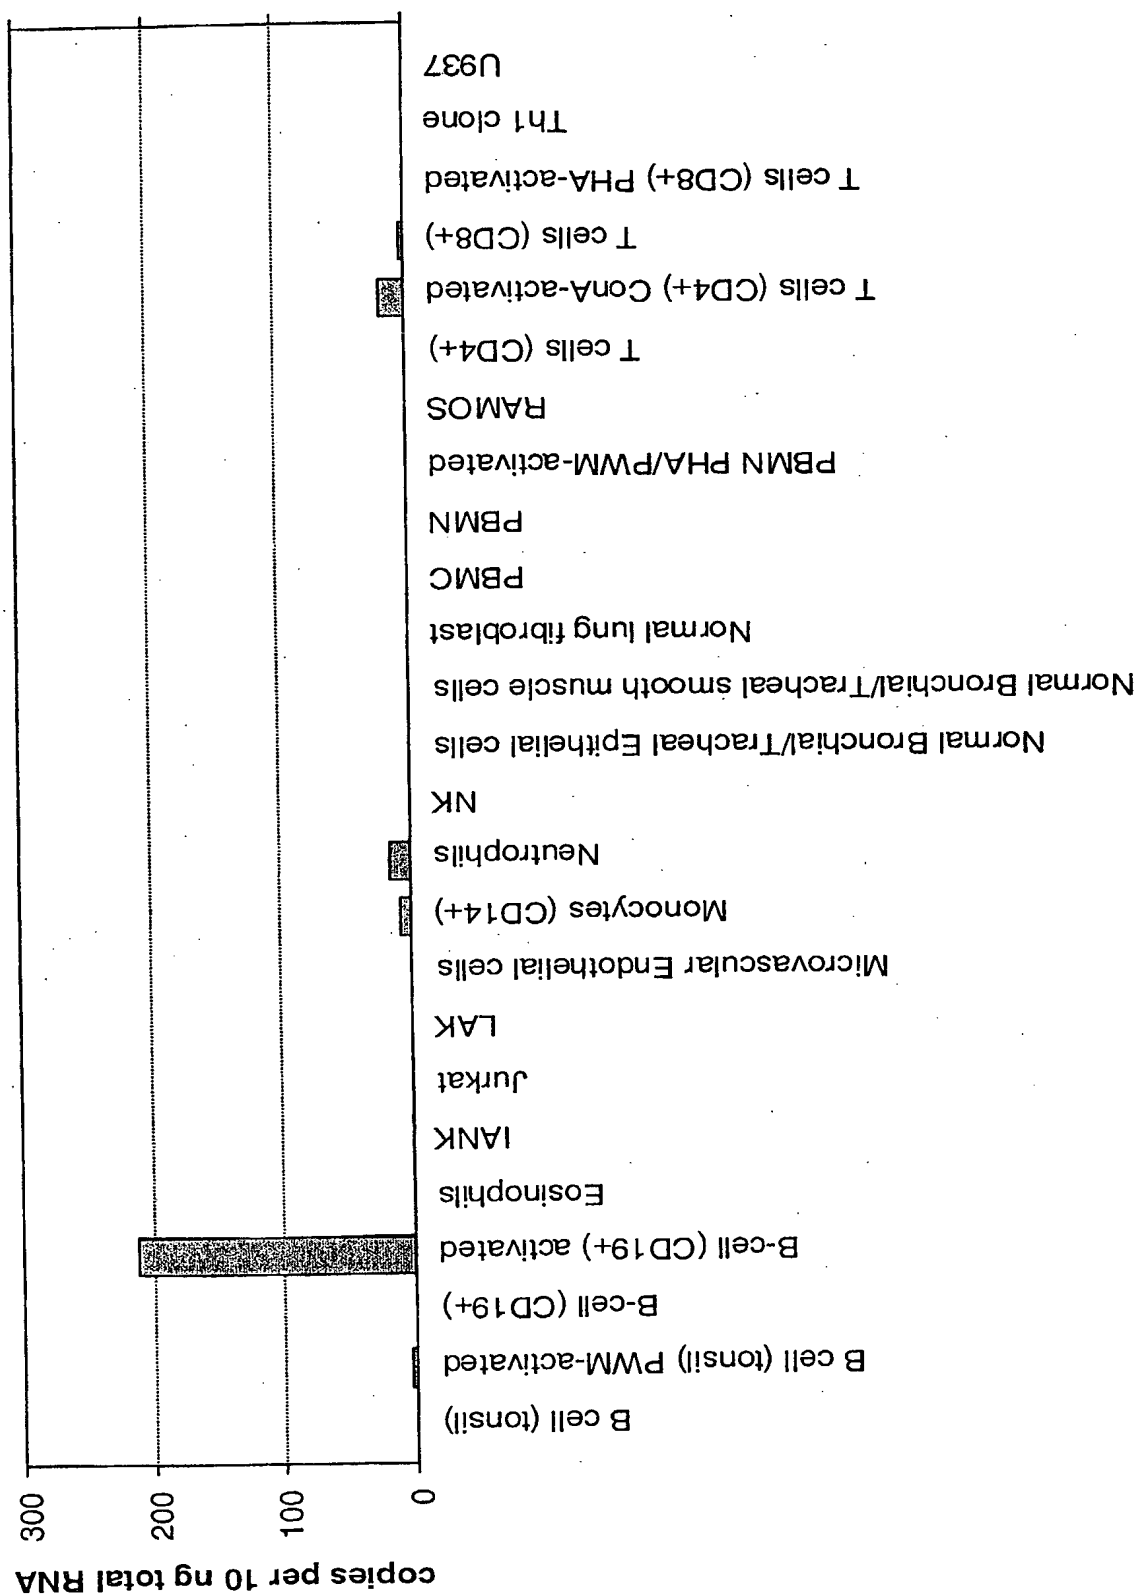 copies per 10 ng total RNA
0
100
200
300
B cell (tonsil)
B cell (tonsil) PWM-activated
B-cell (CD19+)
B-cell (CD19+) activated
Eosinophils
IANK
Jurkat
LAK
Microvascular Endothelial cells
Monocytes (CD14+)
Neutrophils
NK
Normal Bronchial/Tracheal Epithelial cells
Normal Bronchial/Tracheal smooth muscle cells
Normal lung fibroblast
PBMC
PBMN
PBMN PHA/PWM-activated
RAMOS
T cells (CD4+)
T cells (CD4+) ConA-activated
T cells (CD8+)
T cells (CD8+) PHA-activated
Th1 clone
U937